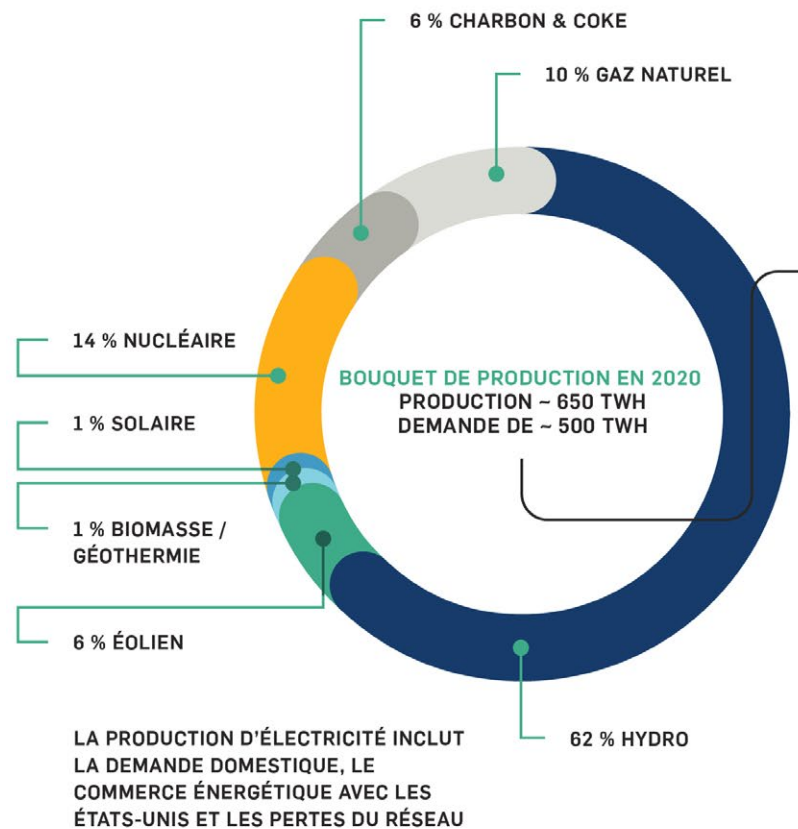 6 % CHARBON & COKE
10 % GAZ NATUREL
14 % NUCLÉAIRE
BOUQUET DE PRODUCTION EN 2020
PRODUCTION ~ 650 TWH
DEMANDE DE ~ 500 TWH
1 % SOLAIRE
1 % BIOMASSE /
GÉOTHERMIE
6 % ÉOLIEN
62 % HYDRO
LA PRODUCTION D'ÉLECTRICITÉ INCLUT
LA DEMANDE DOMESTIQUE, LE
COMMERCE ÉNERGÉTIQUE AVEC LES
ÉTATS-UNIS ET LES PERTES DU RÉSEAU